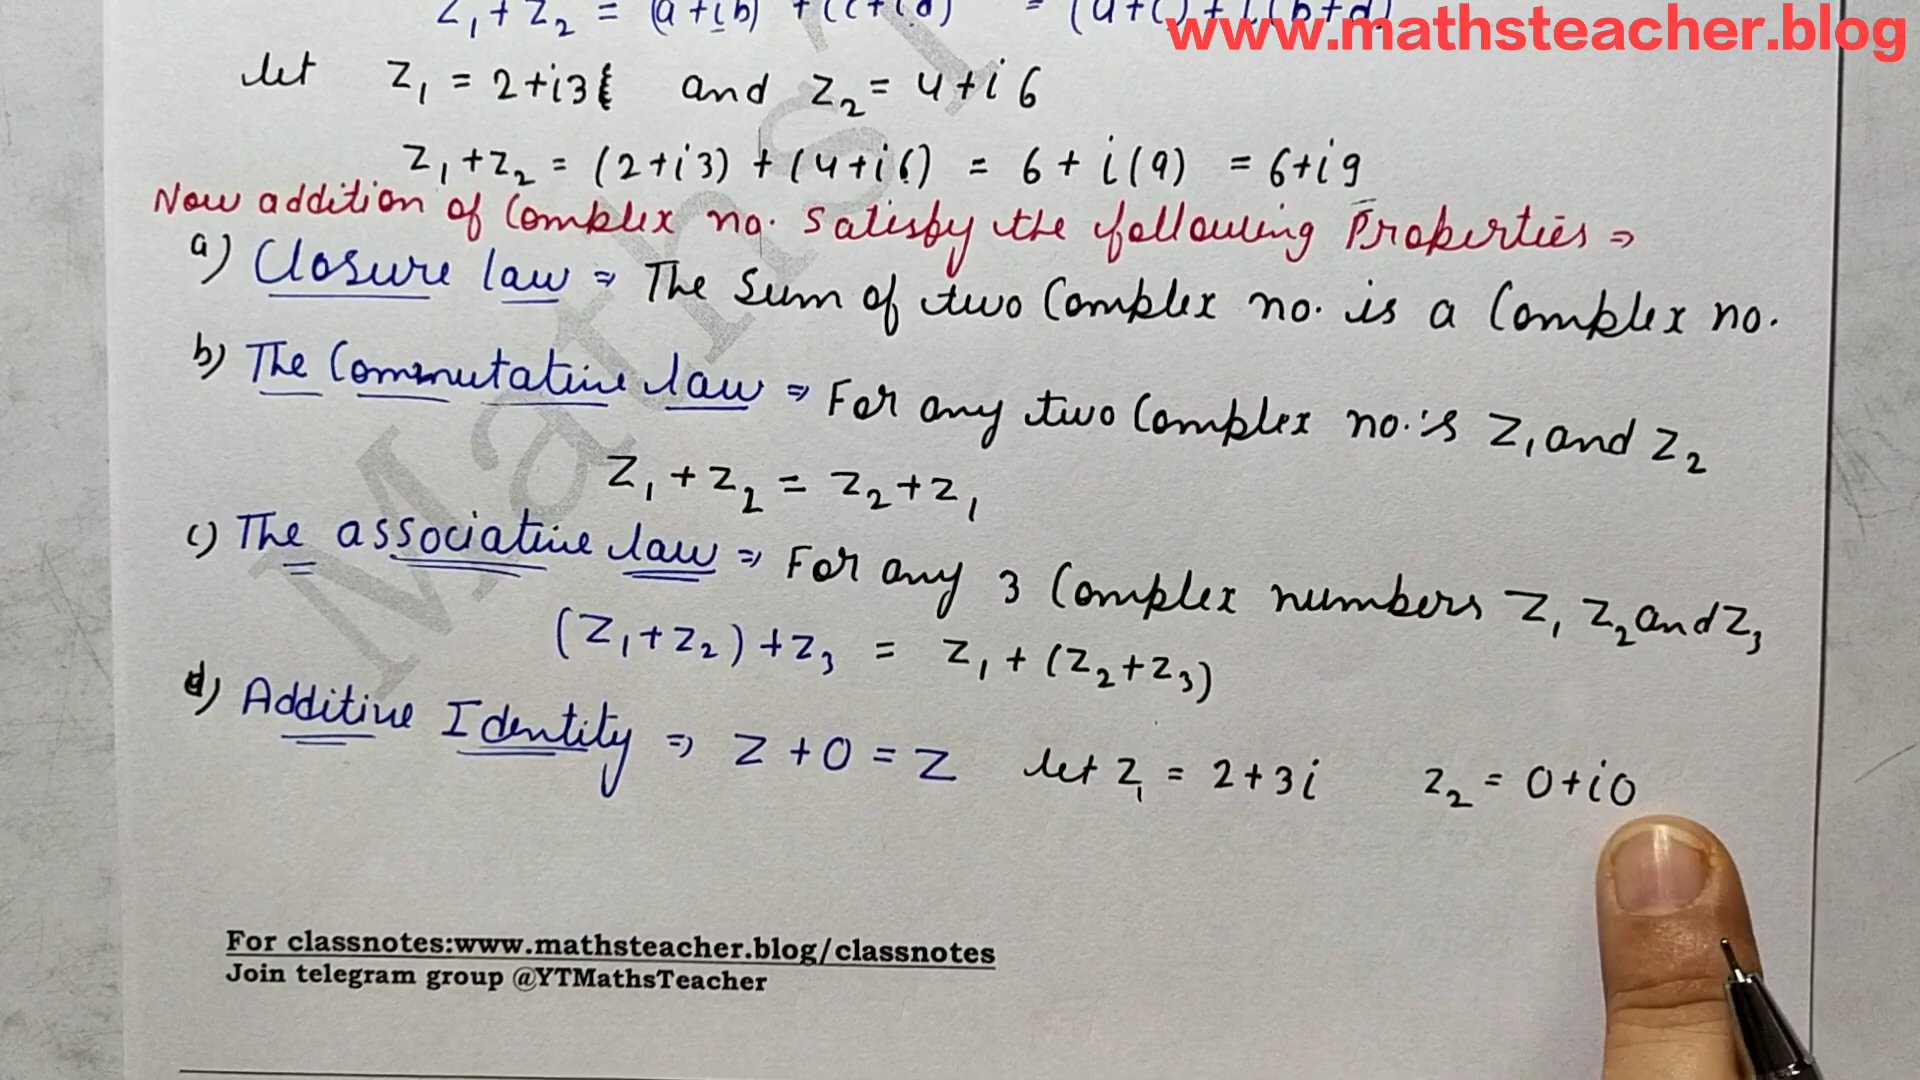 www.mathsteacher.blog
z₁+z₂ = (a+ib) + (c+id) = (a+c)+i(b+d)
let z₁ = 2+i3 and z₂ = 4+i6
z₁+z₂ = (2+i3) + (4+i6) = 6+i(9) = 6+i9
Now addition of Complex no. Satisfy the following Properties ⇒
a) Closure law ⇒ The Sum of two Complex no. is a Complex no.
b) The Commutative law ⇒ For any two Complex no.'s z₁ and z₂
z₁+z₂ = z₂+z₁
c) The associative law ⇒ For any 3 Complex numbers z₁ z₂ and z₃
(z₁+z₂)+z₃ = z₁+(z₂+z₃)
d) Additive Identity ⇒ z+0=z let z₁ = 2+3i z₂ = 0+i0
For classnotes:www.mathsteacher.blog/classnotes
Join telegram group @YTMathsTeacher